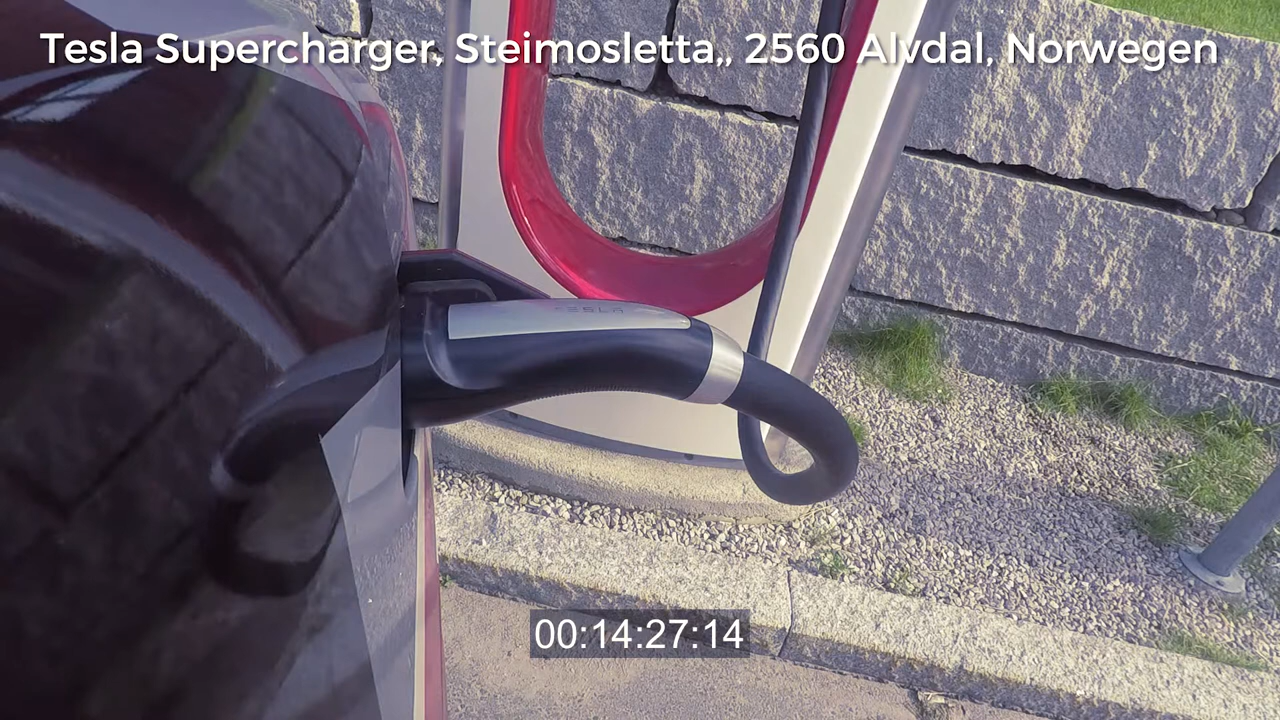 Tesla Supercharger, Steimosletta,, 2560 Alvdal, Norwegen
TESLA
00:14:27:14